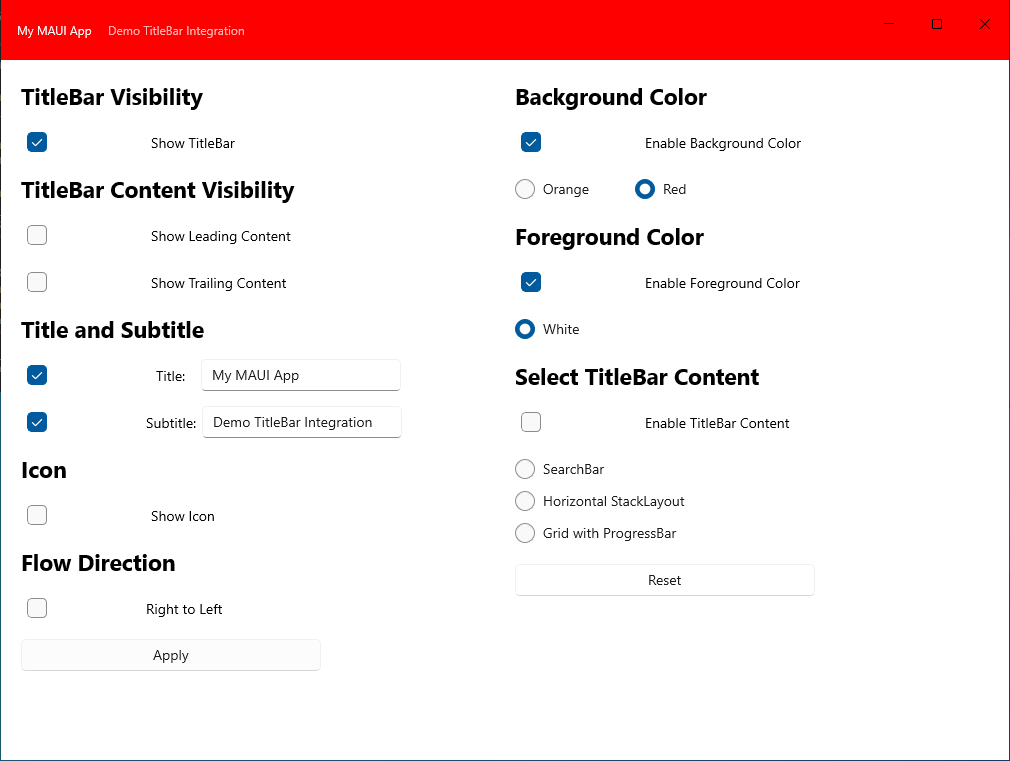 My MAUI App Demo TitleBar Integration
TitleBar Visibility
Show TitleBar
TitleBar Content Visibility
Show Leading Content
Show Trailing Content
Title and Subtitle
Title: My MAUI App
Subtitle: Demo TitleBar Integration
Icon
Show Icon
Flow Direction
Right to Left
Apply
Background Color
Enable Background Color
Orange Red
Foreground Color
Enable Foreground Color
White
Select TitleBar Content
Enable TitleBar Content
SearchBar
Horizontal StackLayout
Grid with ProgressBar
Reset